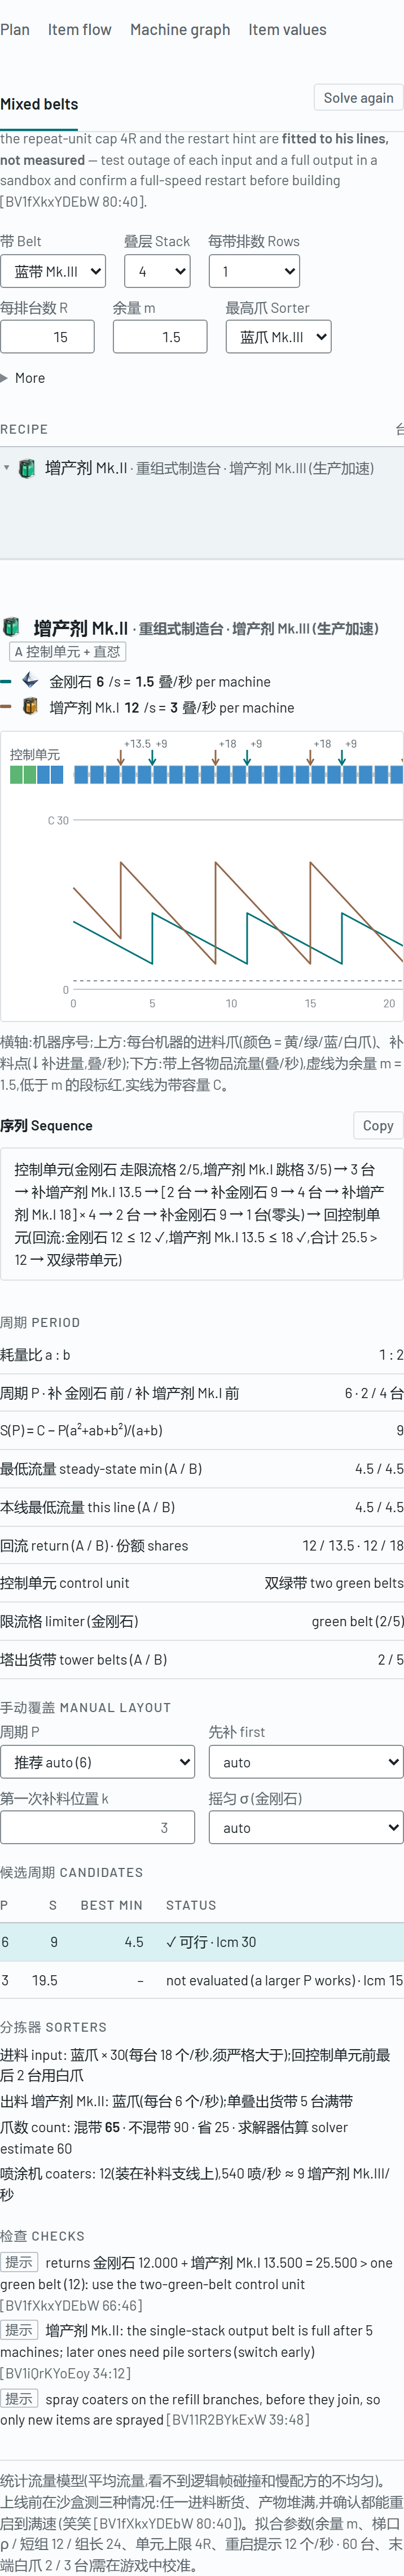 Plan Item flow Machine graph Item values
Mixed belts Solve again
the repeat-unit cap 4R and the restart hint are fitted to his lines,
not measured — test outage of each input and a full output in a
sandbox and confirm a full-speed restart before building
[BV1fXkxYDEbW 80:40].
带 Belt 叠层 Stack 每带排数 Rows
蓝带 Mk.III 4 1
每排台数 R 余量 m 最高爪 Sorter
15 1.5 蓝爪 Mk.III
More
RECIPE
增产剂 Mk.II · 重组式制造台 · 增产剂 Mk.III (生产加速)
增产剂 Mk.II · 重组式制造台 · 增产剂 Mk.III (生产加速)
A 控制单元 + 直怼
金刚石 6 /s = 1.5 叠/秒 per machine
增产剂 Mk.I 12 /s = 3 叠/秒 per machine
控制单元 +13.5 +9 +18 +9 +18 +9
C 30
0
0 5 10 15 20
横轴:机器序号;上方:每台机器的进料爪(颜色 = 黄/绿/蓝/白爪)、补
料点(↓ 补进量,叠/秒);下方:带上各物品流量(叠/秒),虚线为余量 m =
1.5,低于 m 的段标红,实线为带容量 C。
序列 Sequence Copy
控制单元(金刚石 走限流格 2/5,增产剂 Mk.I 跳格 3/5) → 3 台
→ 补增产剂 Mk.I 13.5 → [2 台 → 补金刚石 9 → 4 台 → 补增产
剂 Mk.I 18] × 4 → 2 台 → 补金刚石 9 → 1 台(零头) → 回控制单
元(回流:金刚石 12 ≤ 12 ✓,增产剂 Mk.I 13.5 ≤ 18 ✓,合计 25.5 >
12 → 双绿带单元)
周期 PERIOD
耗量比 a : b 1 : 2
周期 P · 补 金刚石 前 / 补 增产剂 Mk.I 前 6 · 2 / 4 台
S(P) = C − P(a²+ab+b²)/(a+b) 9
最低流量 steady-state min (A / B) 4.5 / 4.5
本线最低流量 this line (A / B) 4.5 / 4.5
回流 return (A / B) · 份额 shares 12 / 13.5 · 12 / 18
控制单元 control unit 双绿带 two green belts
限流格 limiter (金刚石) green belt (2/5)
塔出货带 tower belts (A / B) 2 / 5
手动覆盖 MANUAL LAYOUT
周期 P 先补 first
推荐 auto (6) auto
第一次补料位置 k 摇匀 σ (金刚石)
3 auto
候选周期 CANDIDATES
P S BEST MIN STATUS
6 9 4.5 ✓ 可行 · lcm 30
3 19.5 – not evaluated (a larger P works) · lcm 15
分拣器 SORTERS
进料 input: 蓝爪 × 30(每台 18 个/秒,须严格大于);回控制单元前最
后 2 台用白爪
出料 增产剂 Mk.II: 蓝爪(每台 6 个/秒);单叠出货带 5 台满带
爪数 count: 混带 65 · 不混带 90 · 省 25 · 求解器估算 solver
estimate 60
喷涂机 coaters: 12(装在补料支线上),540 喷/秒 ≈ 9 增产剂 Mk.III/
秒
检查 CHECKS
提示 returns 金刚石 12.000 + 增产剂 Mk.I 13.500 = 25.500 > one
green belt (12): use the two-green-belt control unit
[BV1fXkxYDEbW 66:46]
提示 增产剂 Mk.II: the single-stack output belt is full after 5
machines; later ones need pile sorters (switch early)
[BV1iQrKYoEoy 34:12]
提示 spray coaters on the refill branches, before they join, so
only new items are sprayed [BV11R2BYkExW 39:48]
统计流量模型(平均流量,看不到逻辑帧碰撞和慢爪方的不均匀)。
上线前在沙盒测三种情况:任一进料断货、产物堆满,并确认都能重
启到满速 (笑笑 [BV1fXkxYDEbW 80:40])。拟合参数(余量 m、梯口
ρ / 短组 12 / 组长 24、单元上限 4R、重启提示 12 个/秒 · 60 台、末
端白爪 2 / 3 台)需在游戏中校准。